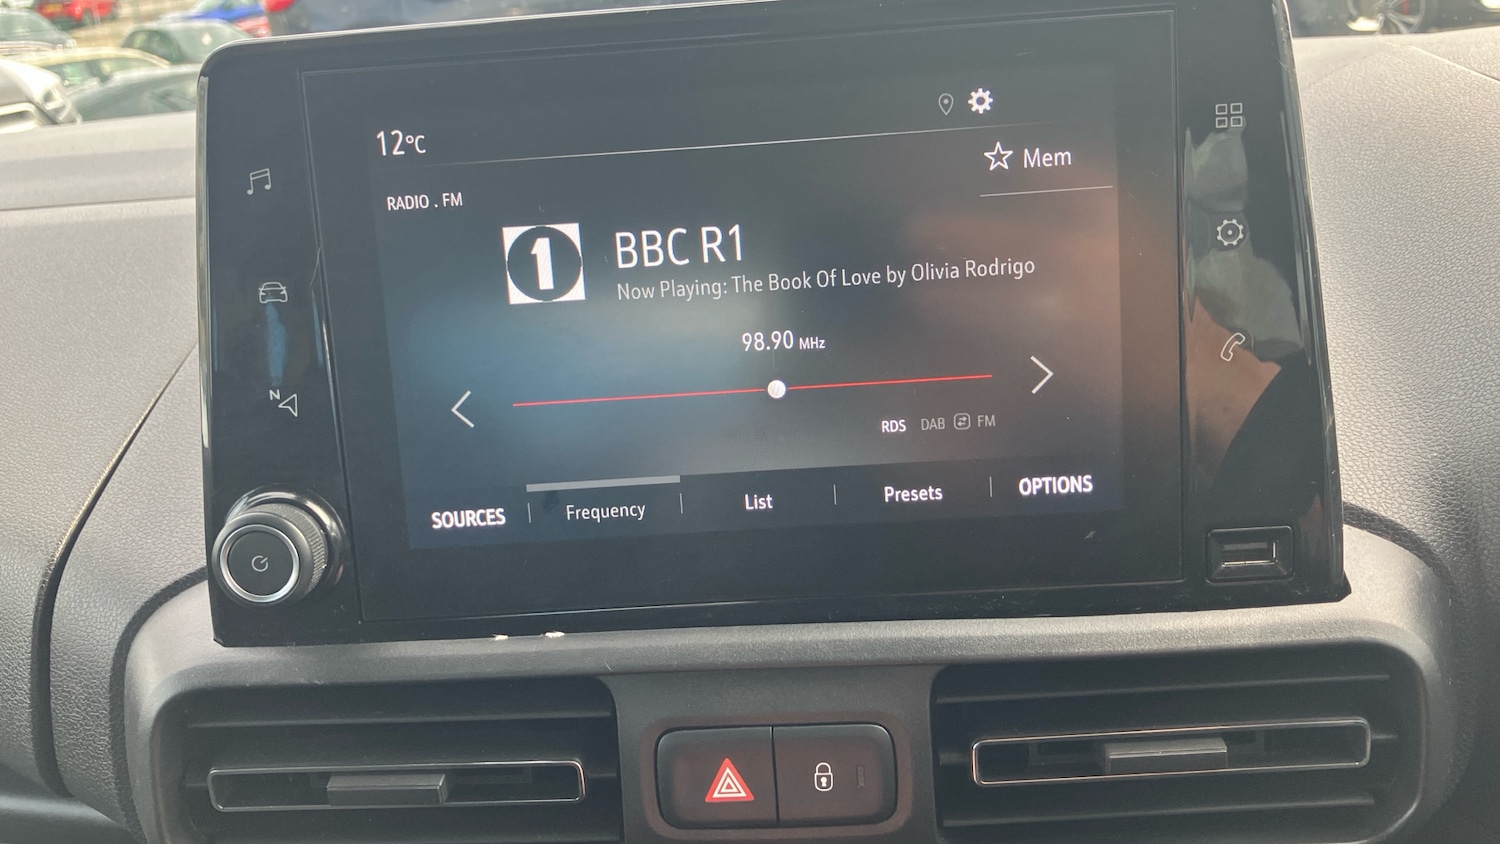 12°C
Mem
RADIO . FM
1
BBC R1
Now Playing: The Book Of Love by Olivia Rodrigo
98.90 MHz
RDS DAB FM
N
SOURCES Frequency List Presets OPTIONS